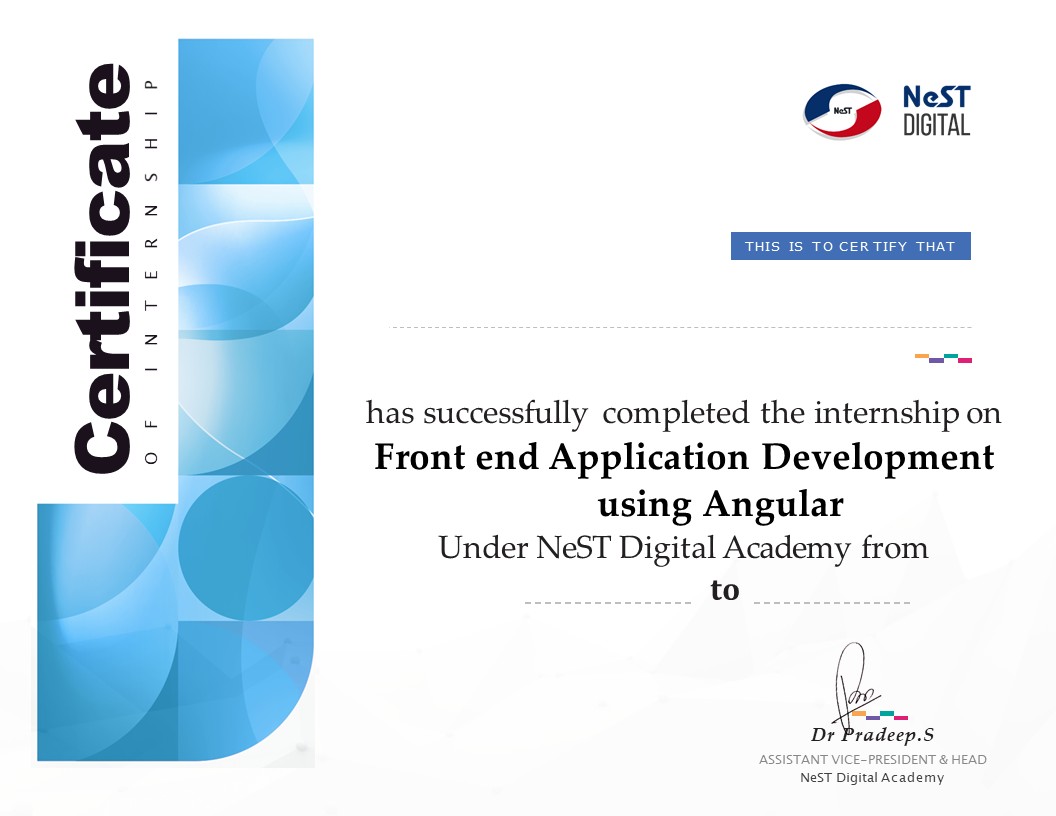 Certificate
OF INTERNSHIP
NeST
NeST
DIGITAL
THIS IS TO CERTIFY THAT
has successfully completed the internship on
Front end Application Development
using Angular
Under NeST Digital Academy from
to
Dr Pradeep.S
ASSISTANT VICE-PRESIDENT & HEAD
NeST Digital Academy